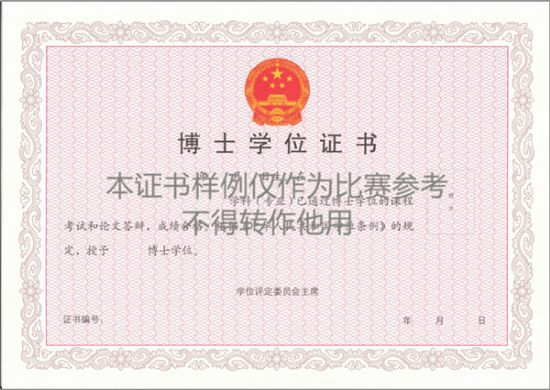 博士学位证书
本证书样例仅作为比赛参考
不得转作他用
学科(专业)已通过博士学位的课程
考试和论文答辩,成绩合格。
条例》的规
定,授予 博士学位。
学位评定委员会主席
证书编号: 年 月 日